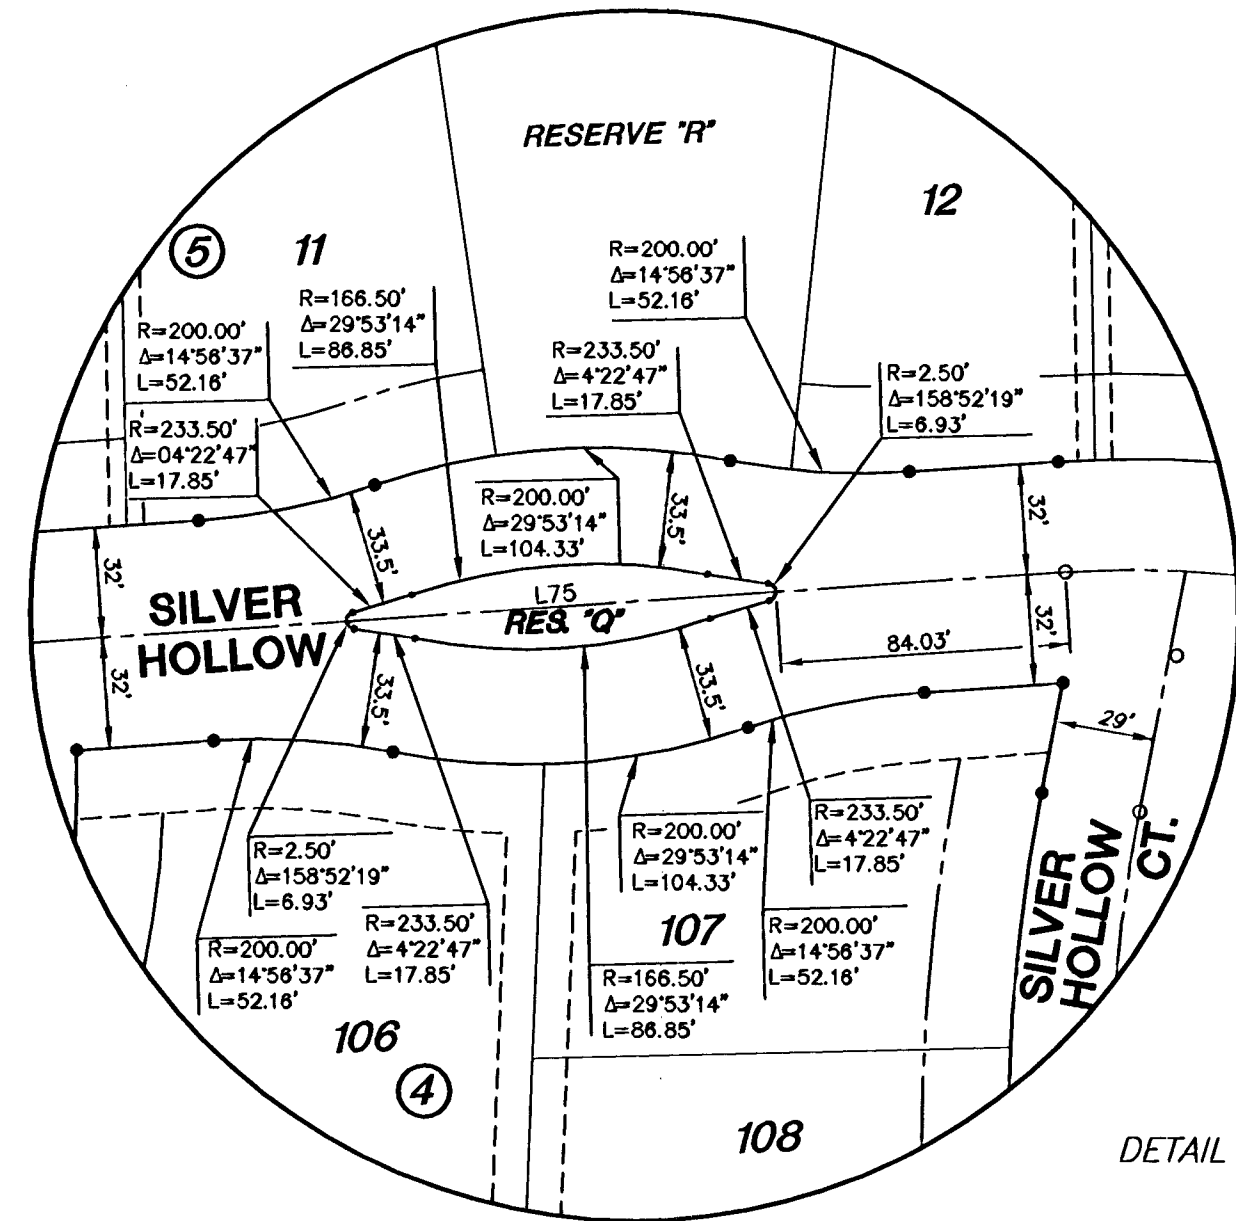 RESERVE "R"
12
5
11
R=200.00'
Δ=14°56'37"
L=52.16'
R=166.50'
Δ=29°53'14"
L=86.85'
R=200.00'
Δ=14°56'37"
L=52.16'
R=233.50'
Δ=4°22'47"
L=17.85'
R=2.50'
Δ=158°52'19"
L=6.93'
R=233.50'
Δ=04°22'47"
L=17.85'
R=200.00'
Δ=29°53'14"
L=104.33'
33.5'
33.5'
32'
32'
SILVER
HOLLOW
L75
RES. "Q"
32'
32'
84.03'
33.5'
33.5'
29'
R=2.50'
Δ=158°52'19"
L=6.93'
R=200.00'
Δ=29°53'14"
L=104.33'
R=233.50'
Δ=4°22'47"
L=17.85'
R=200.00'
Δ=14°56'37"
L=52.16'
R=233.50'
Δ=4°22'47"
L=17.85'
107
R=200.00'
Δ=14°56'37"
L=52.16'
R=166.50'
Δ=29°53'14"
L=86.85'
SILVER
HOLLOW
CT.
106
4
108
DETAIL